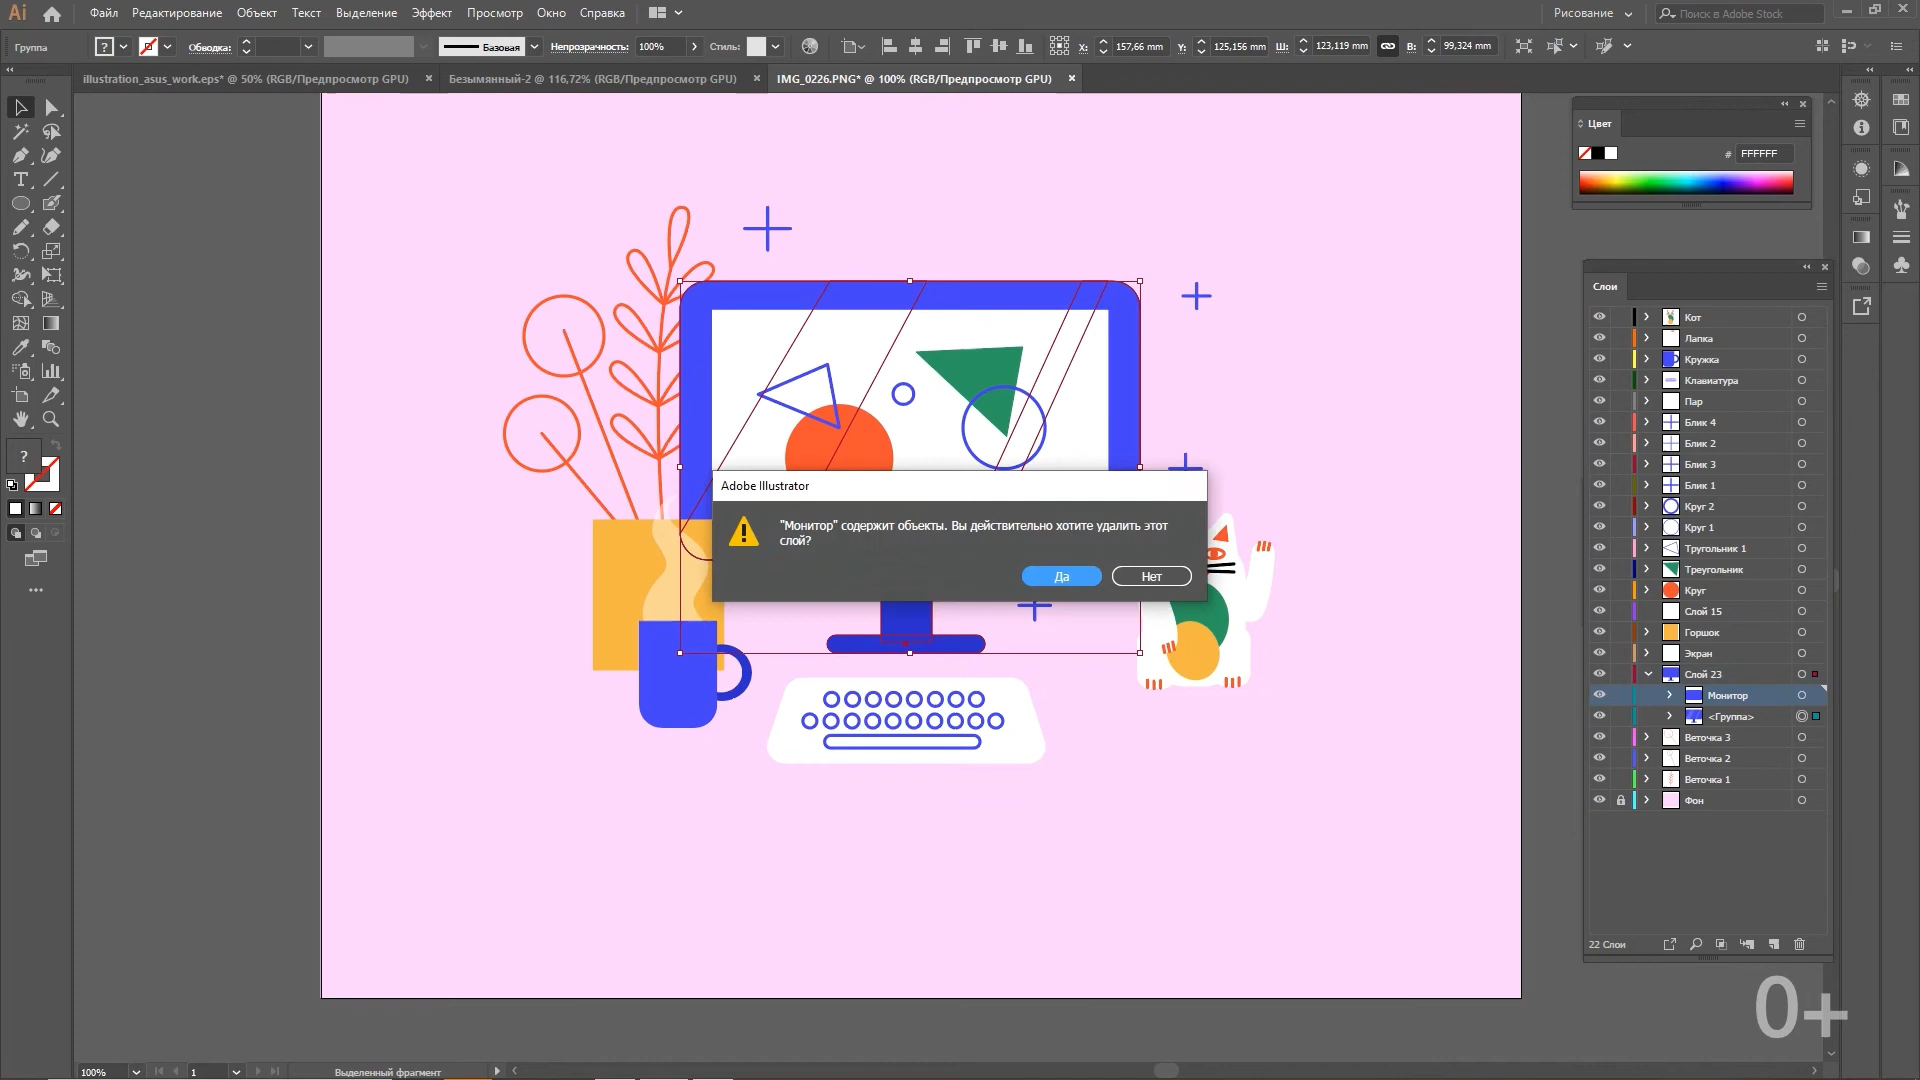 Ai Файл Редактирование Объект Текст Выделение Эффект Просмотр Окно Справка Рисование Поиск в Adobe Stock
Группа ? Обводка: Базовая Непрозрачность: 100% Стиль: X: 157,66 mm Y: 125,156 mm Ш: 123,119 mm В: 99,324 mm
illustration_asus_work.eps* @ 50% (RGB/Предпросмотр GPU) Безымянный-2 @ 116,72% (RGB/Предпросмотр GPU) IMG_0226.PNG* @ 100% (RGB/Предпросмотр GPU)
Цвет
# FFFFFF
Слои
Кот
Лапка
Кружка
Клавиатура
Пар
Блик 4
Блик 2
Блик 3
Блик 1
Круг 2
Круг 1
Тругольник 1
Треугольник
Круг
Слой 15
Горшок
Экран
Слой 23
Монитор
<Группа>
Веточка 3
Веточка 2
Веточка 1
Фон
22 Слои
Adobe Illustrator
"Монитор" содержит объекты. Вы действительно хотите удалить этот
слой?
Да Нет
?
0+
100% 1 Выделенный фрагмент